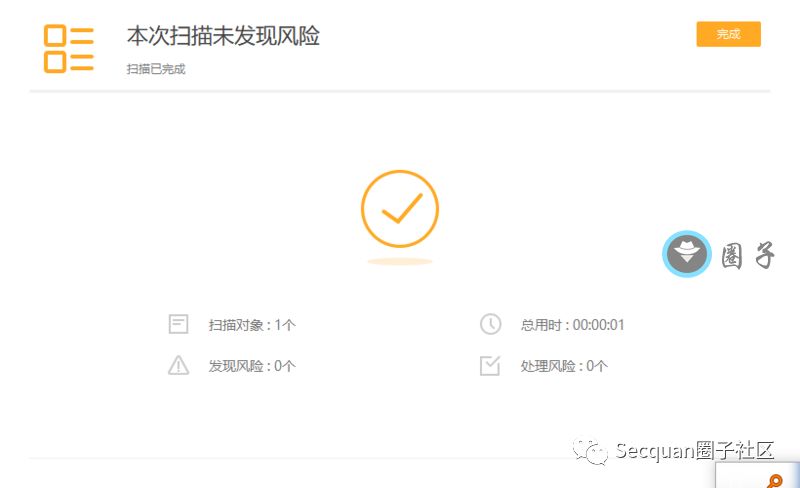 本次扫描未发现风险
完成
扫描已完成
圈子
扫描对象 : 1个
总用时 : 00:00:01
发现风险 : 0个
处理风险 : 0个
Secquan圈子社区